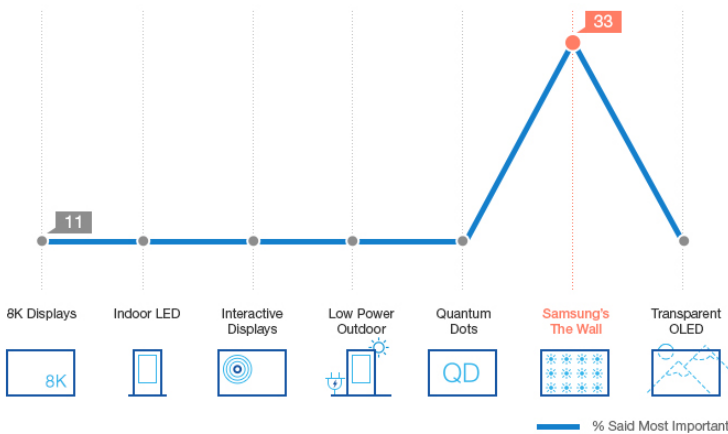 33
11
8K Displays
Indoor LED
Interactive
Displays
Low Power
Outdoor
Quantum
Dots
Samsung's
The Wall
Transparent
OLED
8K
QD
% Said Most Important